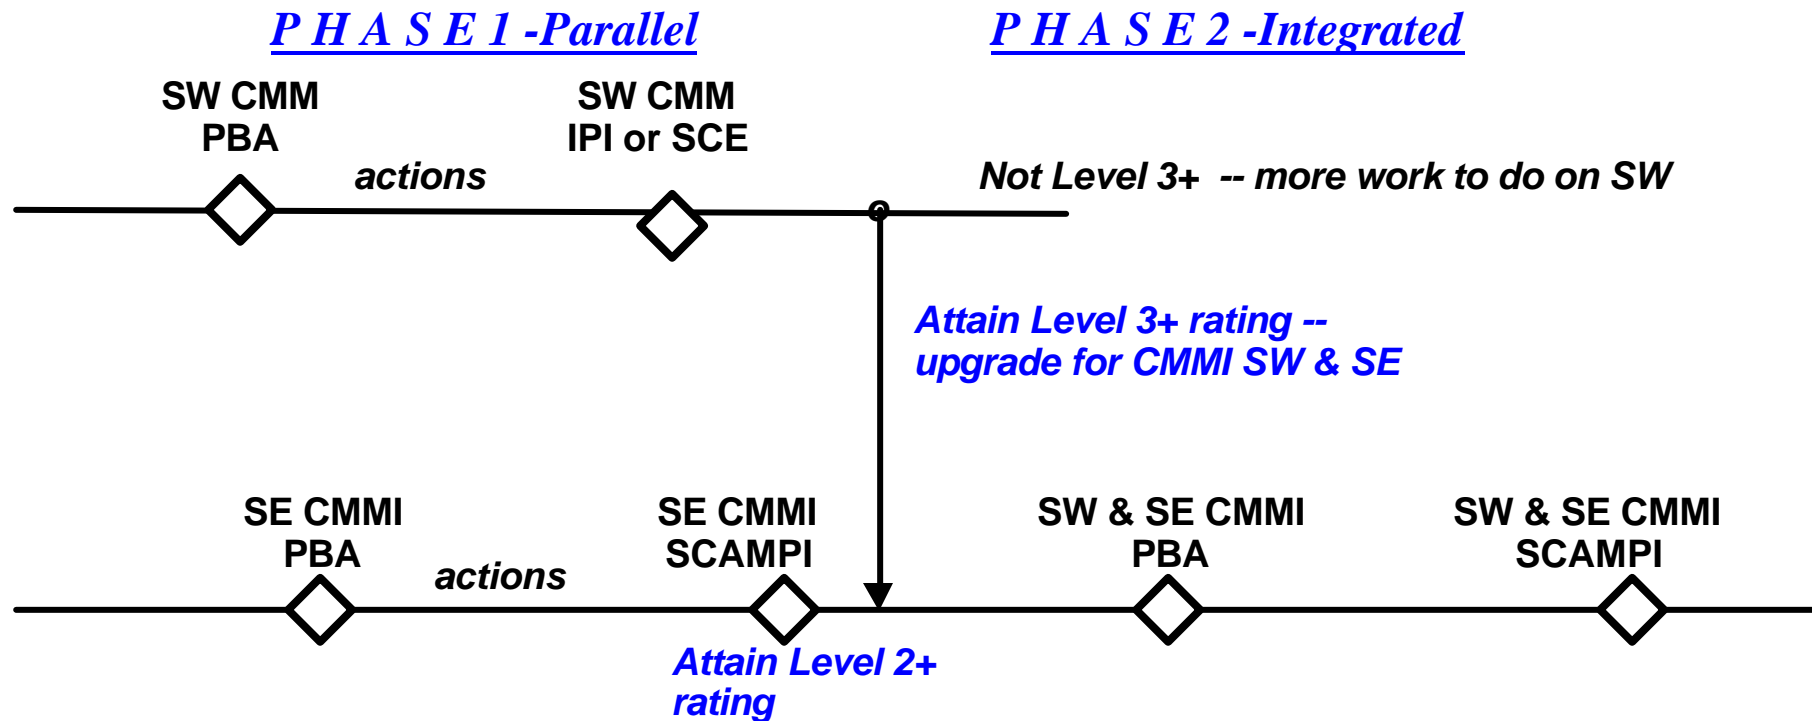 P H A S E 1 -Parallel
P H A S E 2 -Integrated
SW CMM
PBA
SW CMM
IPI or SCE
actions
Not Level 3+ -- more work to do on SW
Attain Level 3+ rating --
upgrade for CMMI SW & SE
SE CMMI
PBA
SE CMMI
SCAMPI
SW & SE CMMI
PBA
SW & SE CMMI
SCAMPI
actions
Attain Level 2+
rating